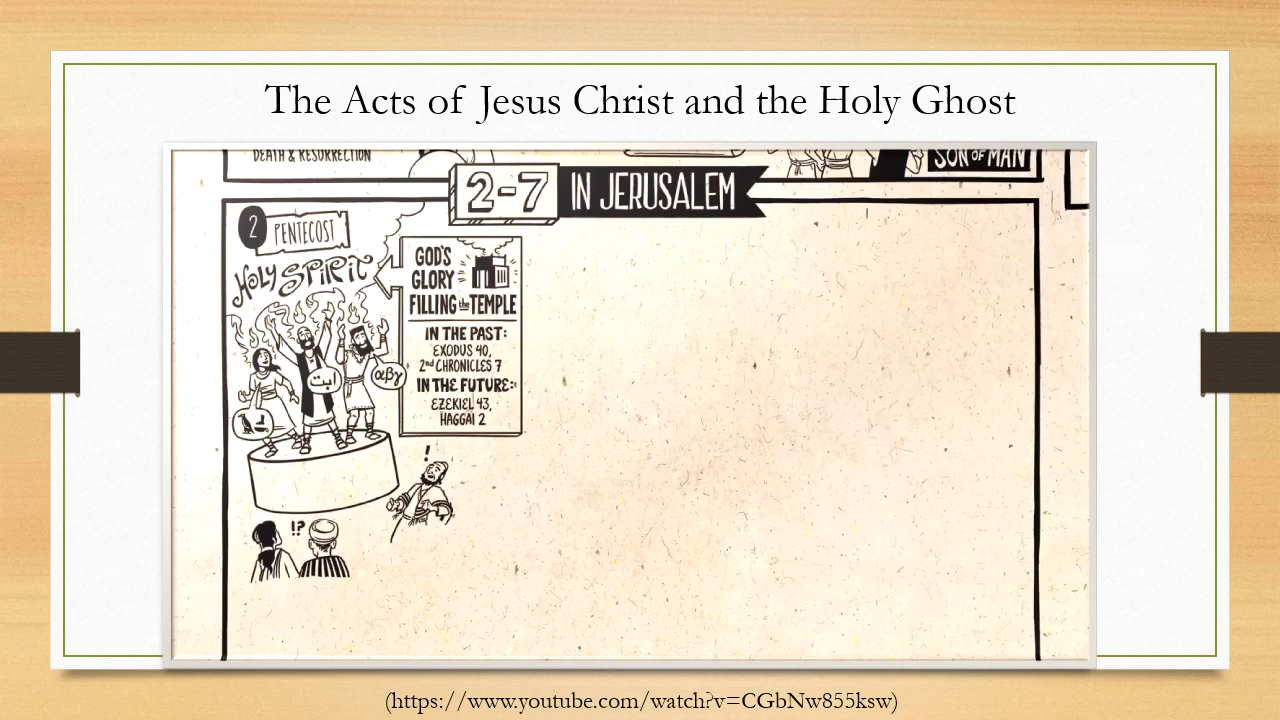 The Acts of Jesus Christ and the Holy Ghost
DEATH & RESURRECTION
SON OF MAN
2-7 IN JERUSALEM
2 PENTECOST
HOLY SPIRIT
GOD'S
GLORY
FILLING the TEMPLE
IN THE PAST:
EXODUS 40,
2nd CHRONICLES 7
IN THE FUTURE:
EZEKIEL 43,
HAGGAI 2
αβγ
!
!?
(https://www.youtube.com/watch?v=CGbNw855ksw)